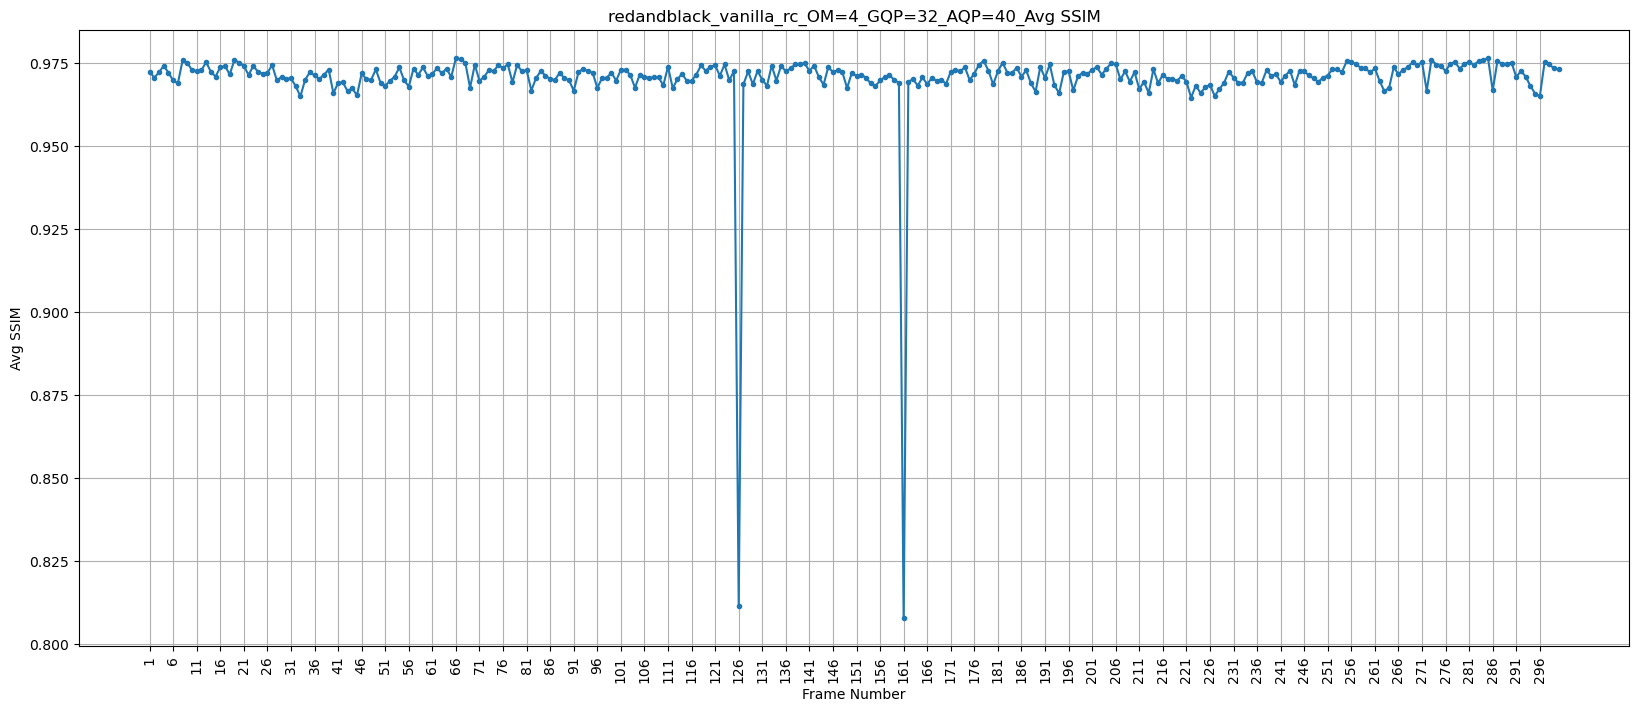 redandblack_vanilla_rc_OM=4_GQP=32_AQP=40_Avg SSIM
Avg SSIM
0.975
0.950
0.925
0.900
0.875
0.850
0.825
0.800
1 6 11 16 21 26 31 36 41 46 51 56 61 66 71 76 81 86 91 96 101 106 111 116 121 126 131 136 141 146 151 156 161 166 171 176 181 186 191 196 201 206 211 216 221 226 231 236 241 246 251 256 261 266 271 276 281 286 291 296
Frame Number